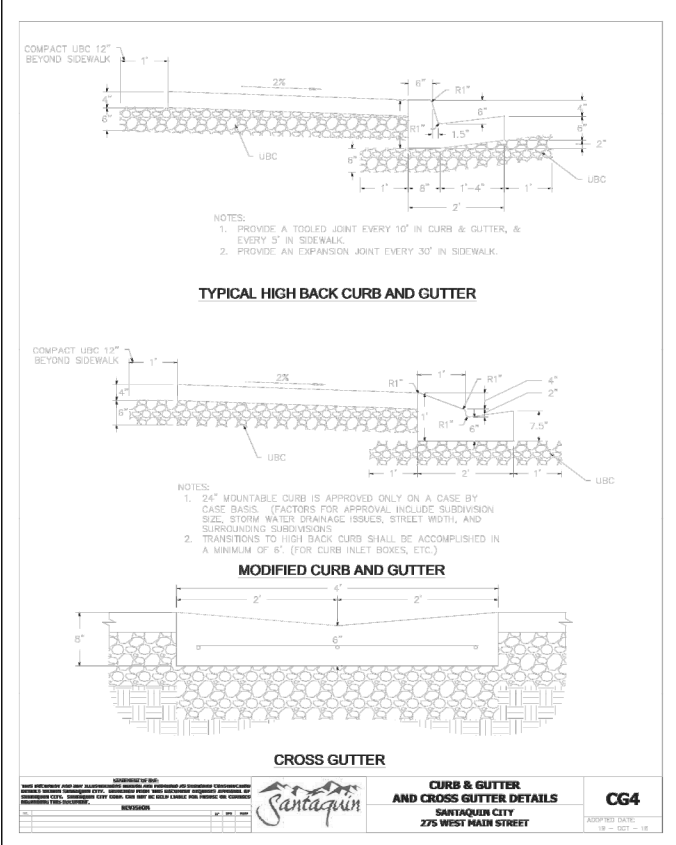 COMPACT UBC 12"
BEYOND SIDEWALK
1'
2%
6"
R1"
4"
6"
6"
4"
6"
2"
R1"
1.5"
UBC
6"
UBC
1'
8"
1'-4"
1'
2'
NOTES:
1. PROVIDE A TOOLED JOINT EVERY 10' IN CURB & GUTTER, &
EVERY 5' IN SIDEWALK.
2. PROVIDE AN EXPANSION JOINT EVERY 30' IN SIDEWALK.
TYPICAL HIGH BACK CURB AND GUTTER
COMPACT UBC 12"
BEYOND SIDEWALK
1'
2%
1'
R1"
R1"
4"
2"
4"
6"
1'
R1"
6"
7.5"
UBC
1'
2'
1'
UBC
NOTES:
1. 24" MOUNTABLE CURB IS APPROVED ONLY ON A CASE BY
CASE BASIS. (FACTORS FOR APPROVAL INCLUDE SUBDIVISION
SIZE, STORM WATER DRAINAGE ISSUES, STREET WIDTH, AND
SURROUNDING SUBDIVISIONS
2. TRANSITIONS TO HIGH BACK CURB SHALL BE ACCOMPLISHED IN
A MINIMUM OF 6'. (FOR CURB INLET BOXES, ETC.)
MODIFIED CURB AND GUTTER
4'
2'
2'
8"
6"
CROSS GUTTER
STATEMENT OF USE:
REVISION
Santaquin
CURB & GUTTER
AND CROSS GUTTER DETAILS
SANTAQUIN CITY
275 WEST MAIN STREET
CG4
ADOPTED DATE: